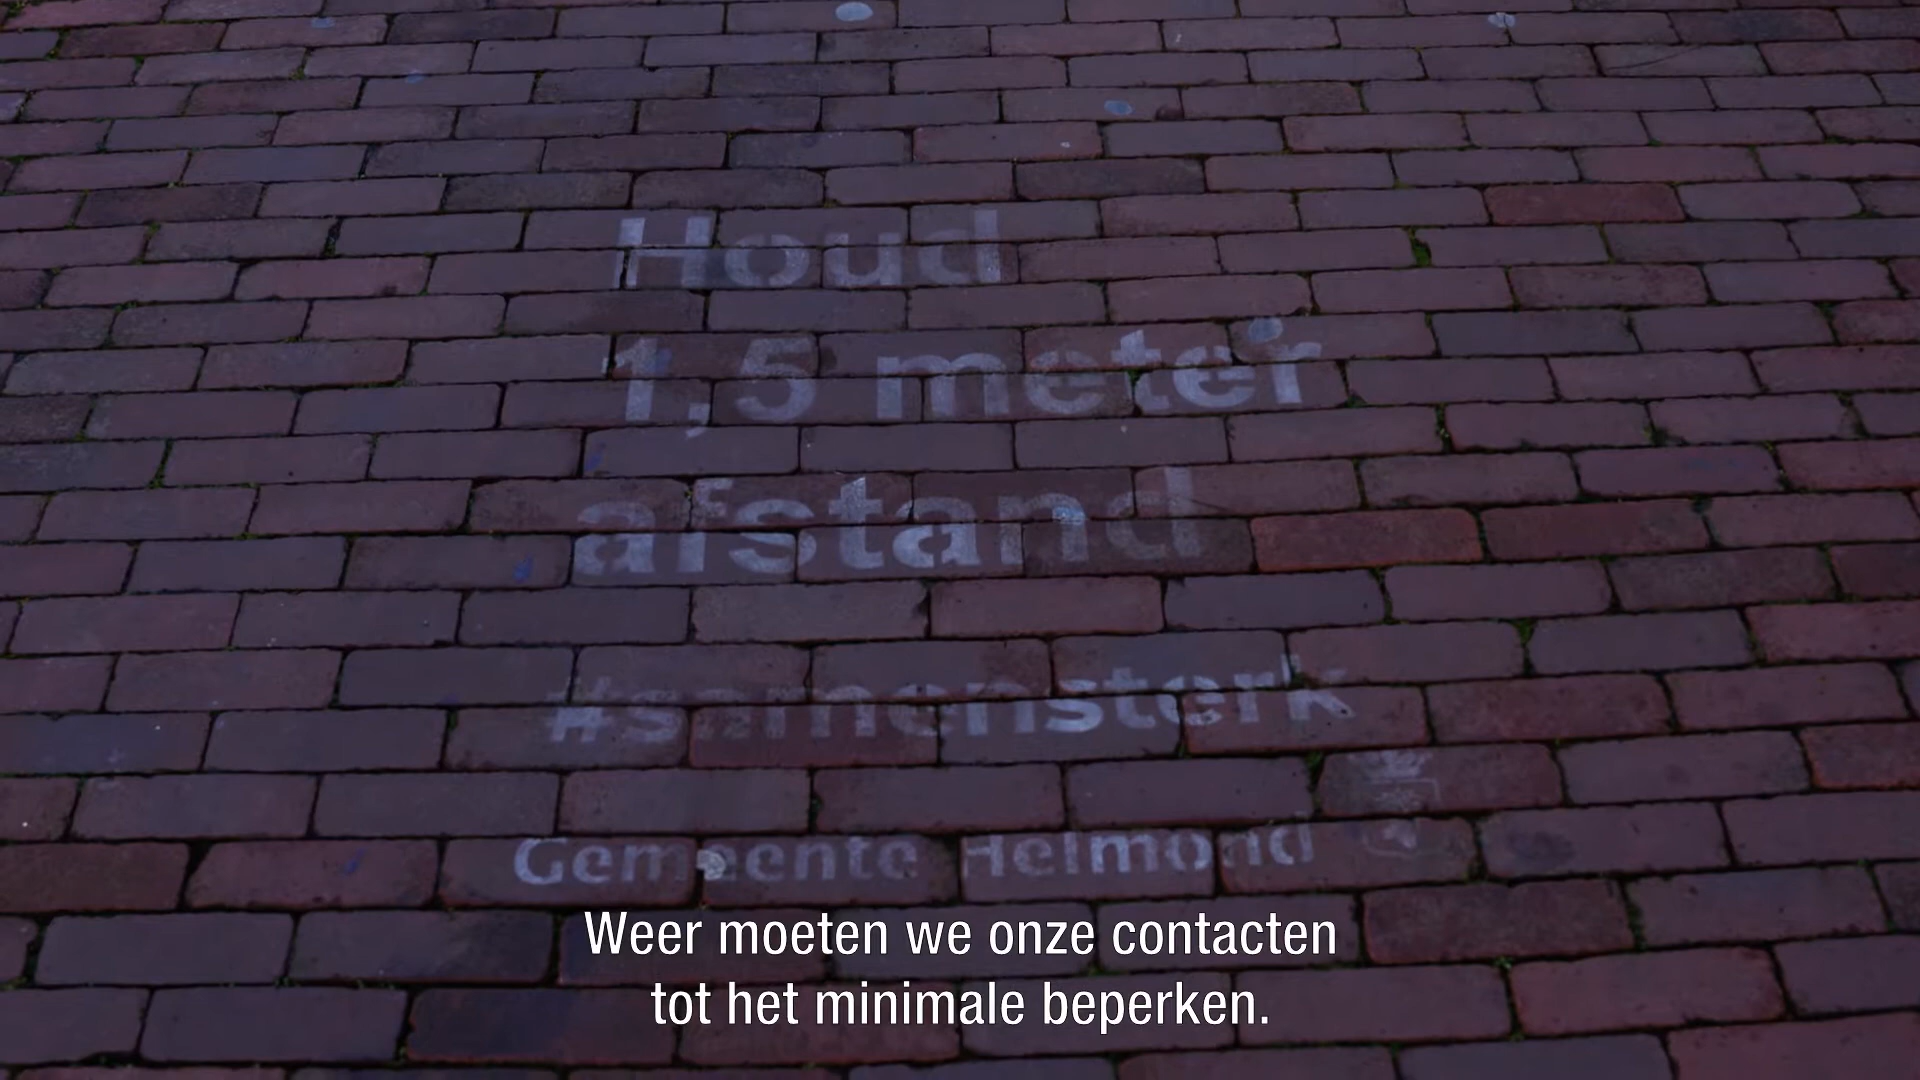 Houd
1,5 meter
afstand
#samensterk
Gemeente Helmond
Weer moeten we onze contacten
tot het minimale beperken.